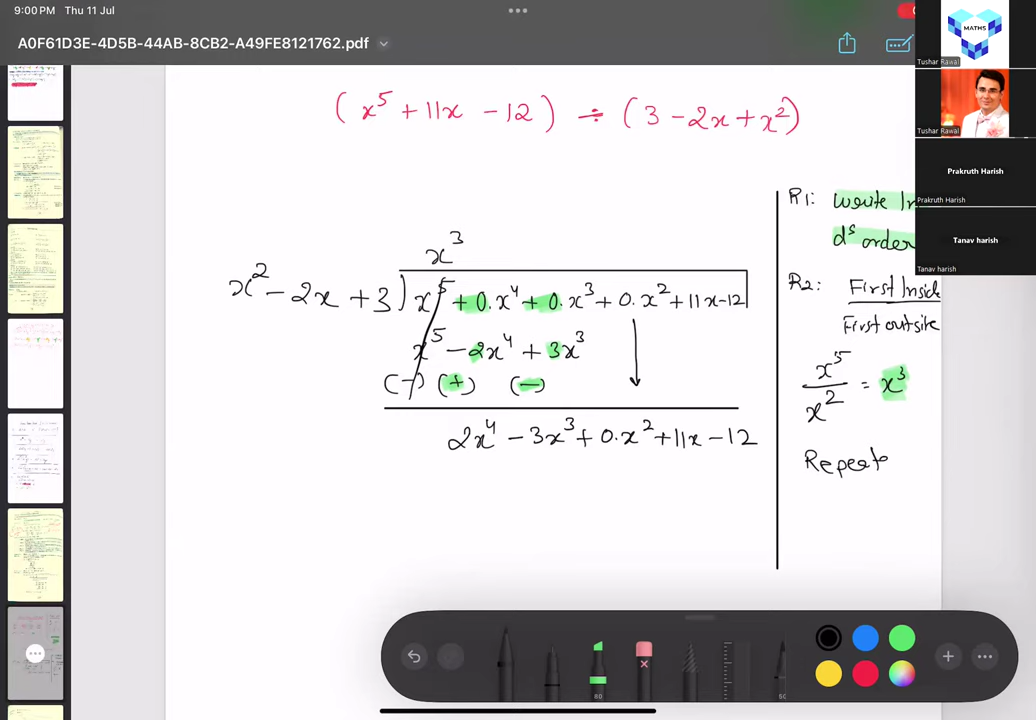 9:00 PM Thu 11 Jul
A0F61D3E-4D5B-44AB-8CB2-A49FE8121762.pdf
MATHS
Tushar Rawal
Tushar Rawal
Prakruth Harish
Prakruth Harish
Tanav harish
Tanav harish
(x⁵ + 11x - 12) ÷ (3 - 2x + x²)
x³
x² - 2x + 3) x⁵ + 0.x⁴ + 0.x³ + 0.x² + 11x - 12
x⁵ - 2x⁴ + 3x³
(-) (+) (-)
2x⁴ - 3x³ + 0.x² + 11x - 12
R1: Write In
dˢ order
R2: First Inside
First outside
x⁵
— = x³
x²
Repeat
80